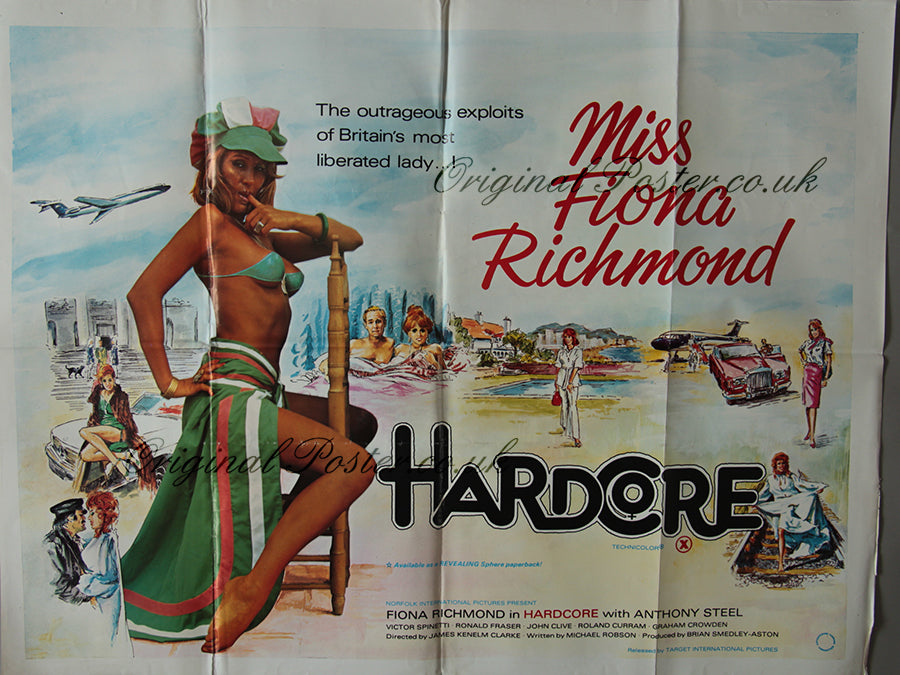 The outrageous exploits
of Britain's most
liberated lady...!
Miss
Fiona
Richmond
Original Poster.co.uk
Original Poster.co.uk
HARDCORE
TECHNICOLOR® X
☆ Available as a REVEALING Sphere paperback!
NORFOLK INTERNATIONAL PICTURES PRESENT
FIONA RICHMOND in HARDCORE with ANTHONY STEEL
VICTOR SPINETTI · RONALD FRASER · JOHN CLIVE · ROLAND CURRAM · GRAHAM CROWDEN
Directed by JAMES KENELM CLARKE · Written by MICHAEL ROBSON · Produced by BRIAN SMEDLEY-ASTON
Released by TARGET INTERNATIONAL PICTURES